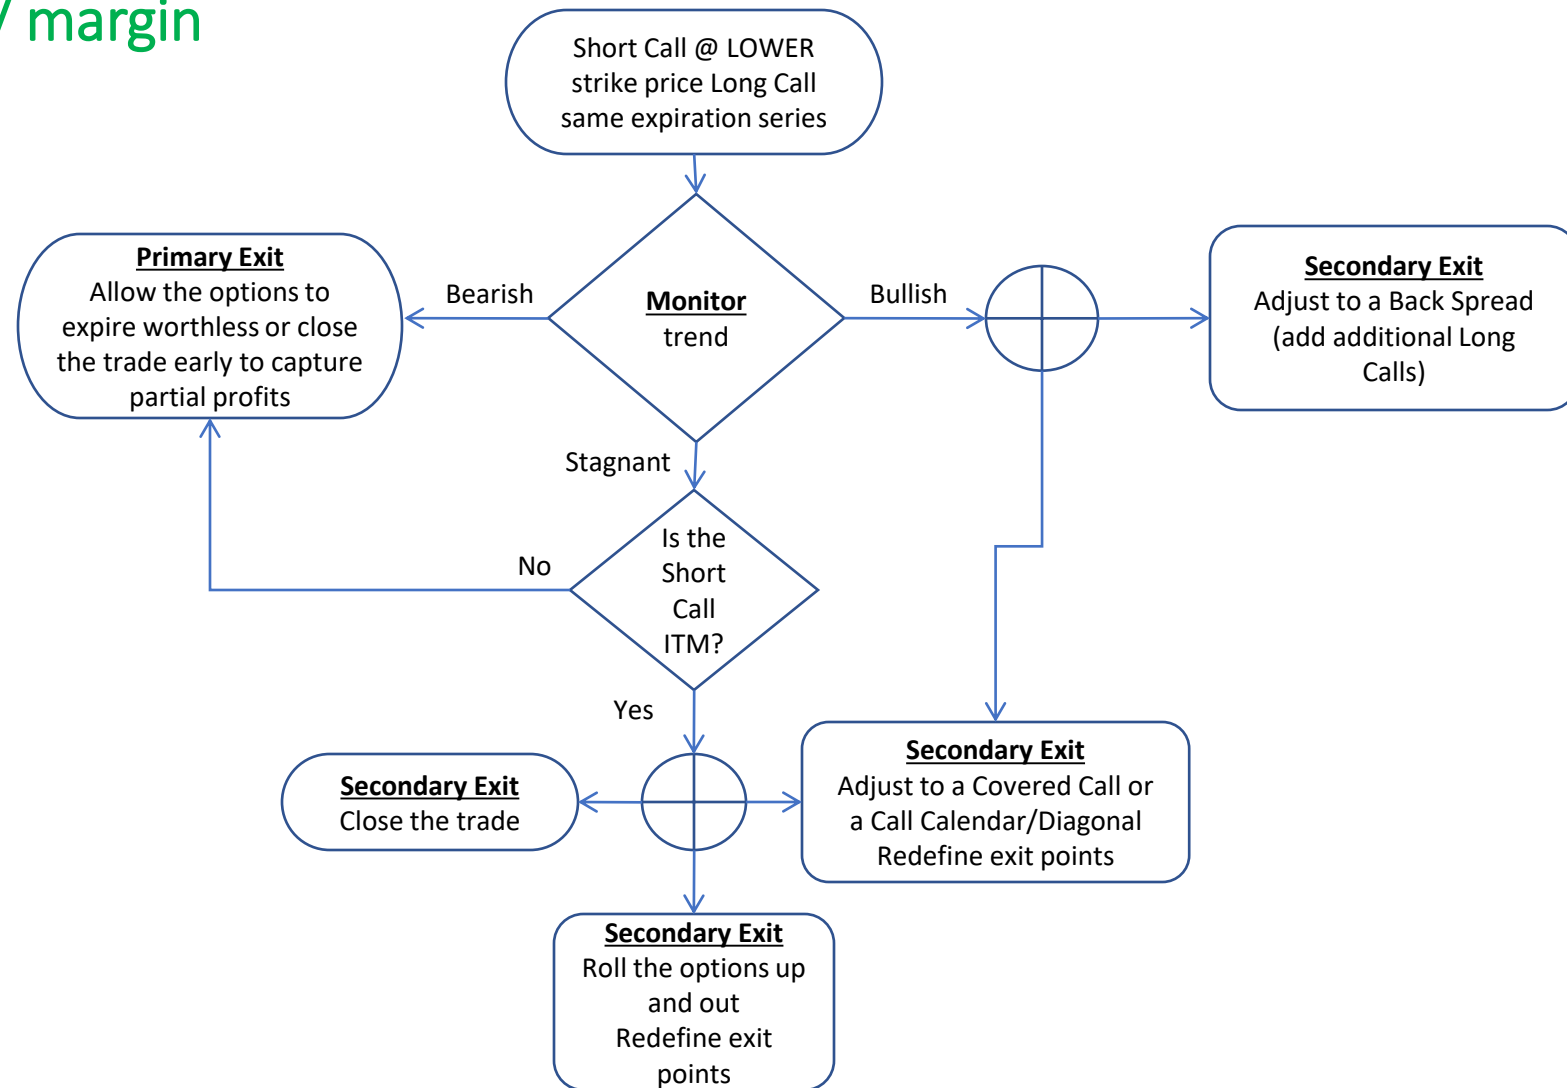 / margin
Short Call @ LOWER
strike price Long Call
same expiration series
Primary Exit
Allow the options to
expire worthless or close
the trade early to capture
partial profits
Bearish
Monitor
trend
Bullish
Secondary Exit
Adjust to a Back Spread
(add additional Long
Calls)
Stagnant
Is the
Short
Call
ITM?
No
Yes
Secondary Exit
Close the trade
Secondary Exit
Adjust to a Covered Call or
a Call Calendar/Diagonal
Redefine exit points
Secondary Exit
Roll the options up
and out
Redefine exit
points